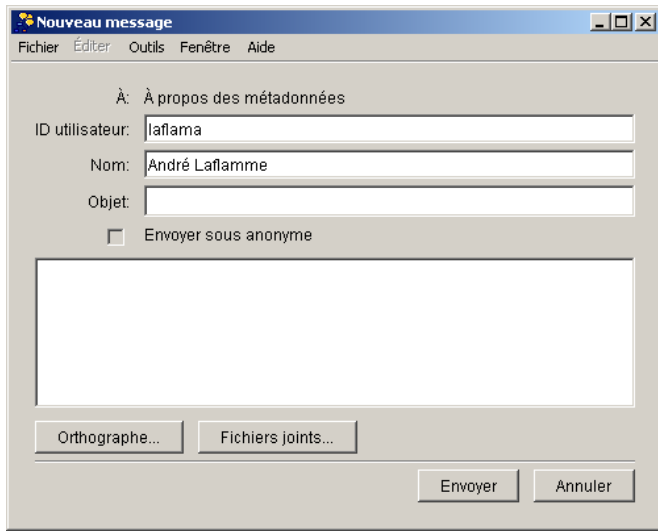 Nouveau message
Fichier Éditer Outils Fenêtre Aide
À: À propos des métadonnées
ID utilisateur: laflama
Nom: André Laflamme
Objet:
Envoyer sous anonyme
Orthographe... Fichiers joints...
Envoyer Annuler